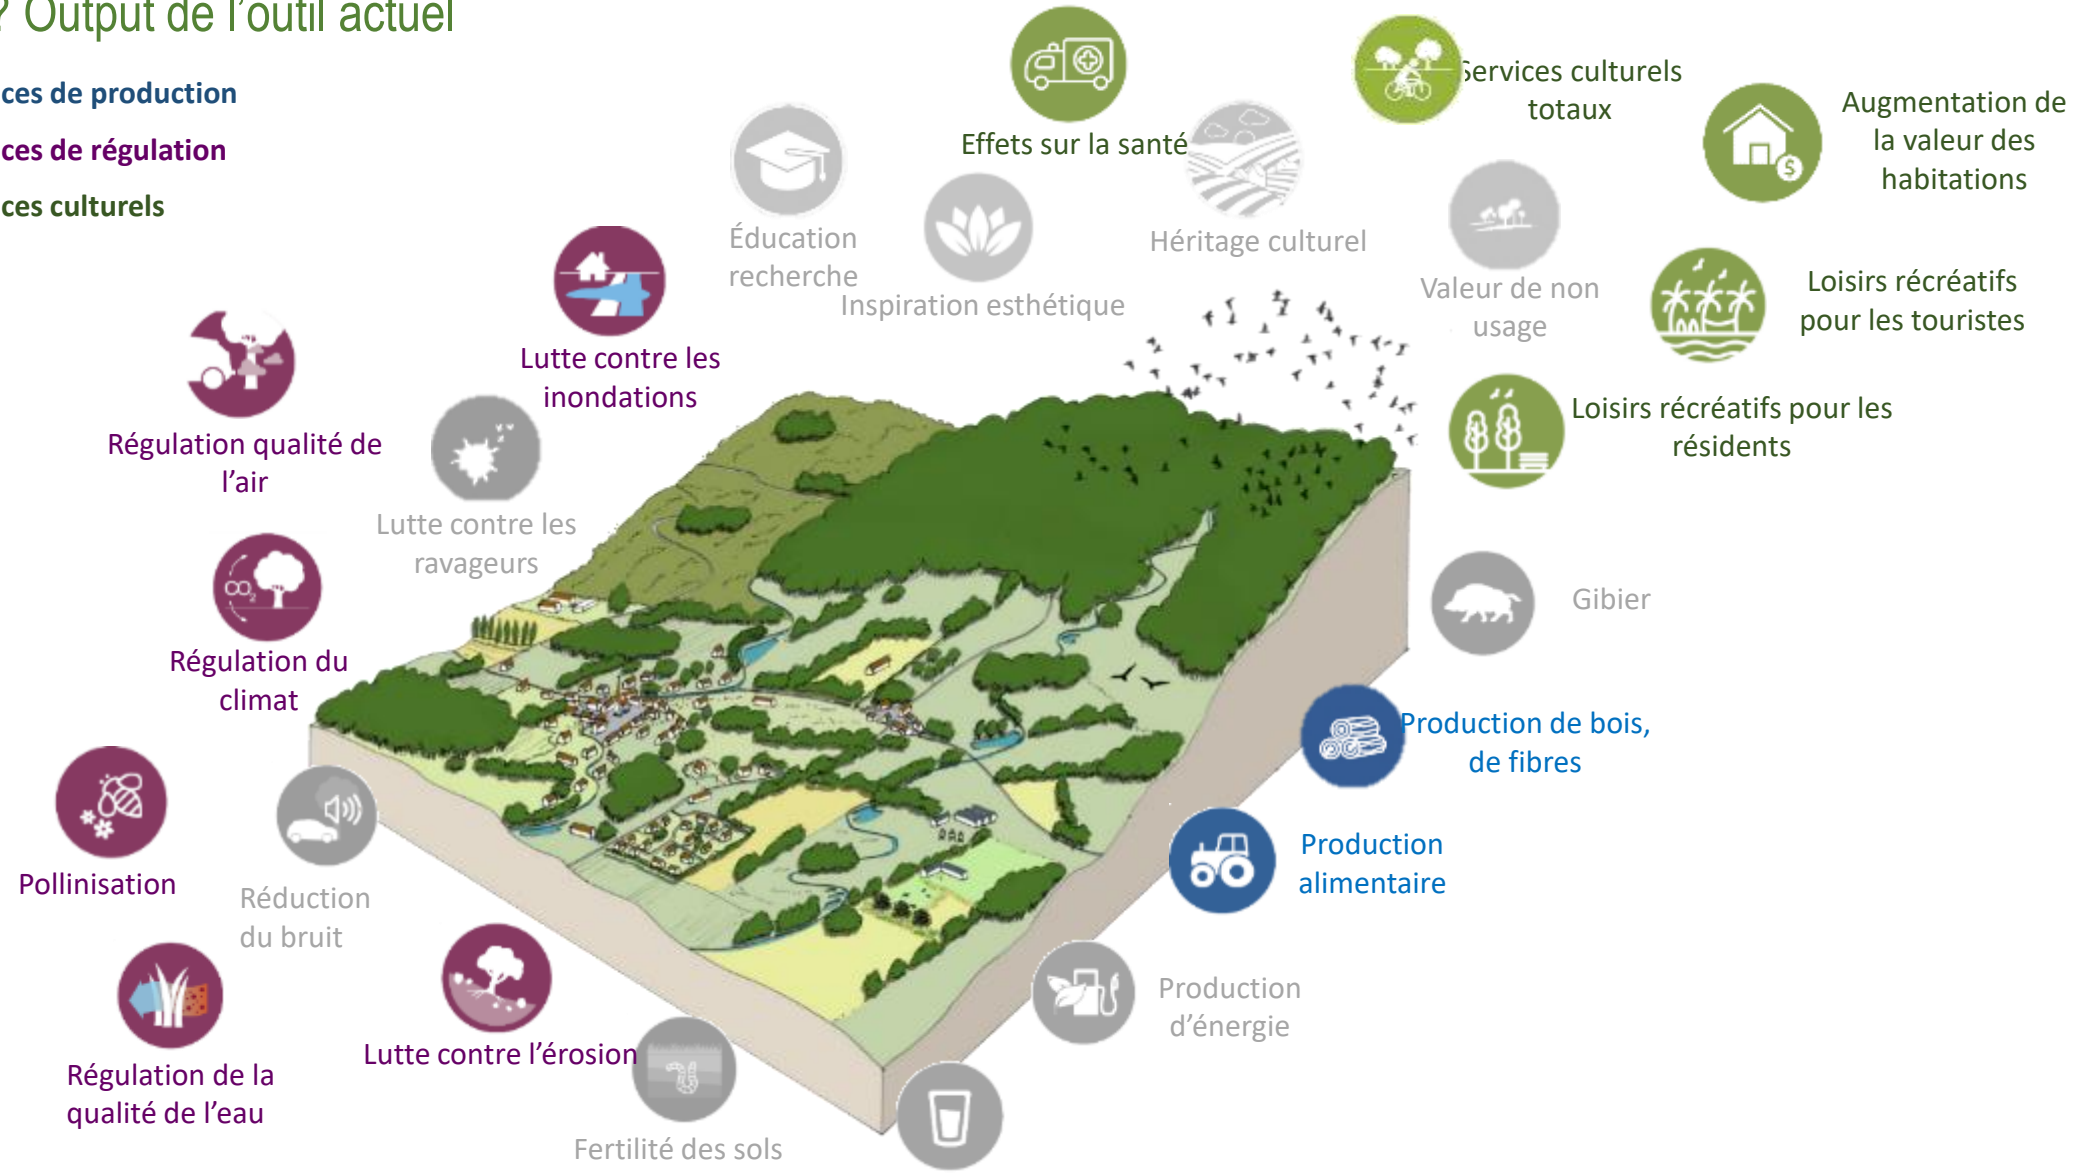 ? Output de l'outil actuel
ces de production
ces de régulation
ces culturels
Effets sur la santé
Services culturels
totaux
Augmentation de
la valeur des
habitations
Éducation
recherche
Inspiration esthétique
Héritage culturel
Valeur de non
usage
Loisirs récréatifs
pour les touristes
Lutte contre les
inondations
Loisirs récréatifs pour les
résidents
Régulation qualité de
l'air
Lutte contre les
ravageurs
CO2
Régulation du
climat
Gibier
Production de bois,
de fibres
Production
alimentaire
Pollinisation
Réduction
du bruit
Production
d'énergie
Lutte contre l'érosion
Régulation de la
qualité de l'eau
Fertilité des sols
$